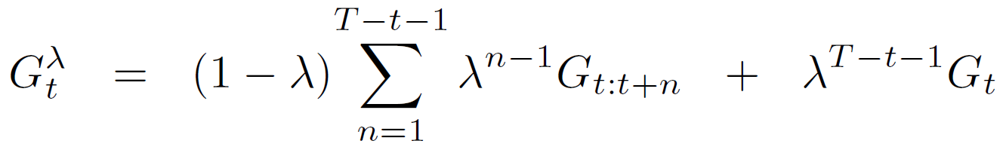 G_t^λ = (1 − λ) ∑_{n=1}^{T−t−1} λ^{n−1} G_{t:t+n} + λ^{T−t−1} G_t